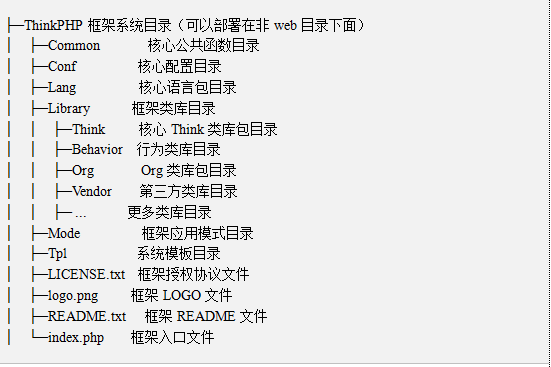 ├─ThinkPHP 框架系统目录（可以部署在非 web 目录下面）
│ ├─Common 核心公共函数目录
│ ├─Conf 核心配置目录
│ ├─Lang 核心语言包目录
│ ├─Library 框架类库目录
│ │ ├─Think 核心 Think 类库包目录
│ │ ├─Behavior 行为类库目录
│ │ ├─Org Org 类库包目录
│ │ ├─Vendor 第三方类库目录
│ │ ├─ ... 更多类库目录
│ ├─Mode 框架应用模式目录
│ ├─Tpl 系统模板目录
│ ├─LICENSE.txt 框架授权协议文件
│ ├─logo.png 框架 LOGO 文件
│ ├─README.txt 框架 README 文件
│ └─index.php 框架入口文件